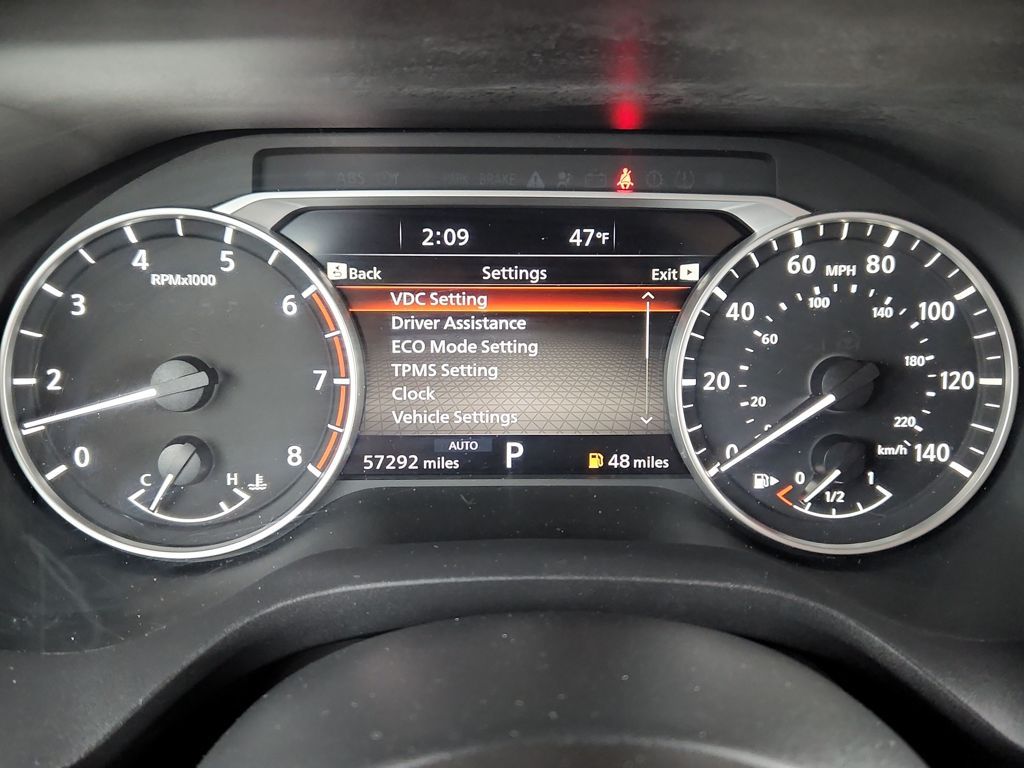 ABS
PARK BRAKE
2:09 47°F
Back Settings Exit
VDC Setting
Driver Assistance
ECO Mode Setting
TPMS Setting
Clock
Vehicle Settings
AUTO
57292 miles P 48 miles
RPMx1000
0 2 3 4 5 6 7 8
C H
MPH
0 20 40 60 80 100 120 140
20 60 100 140 180 220
km/h
0 1/2 1